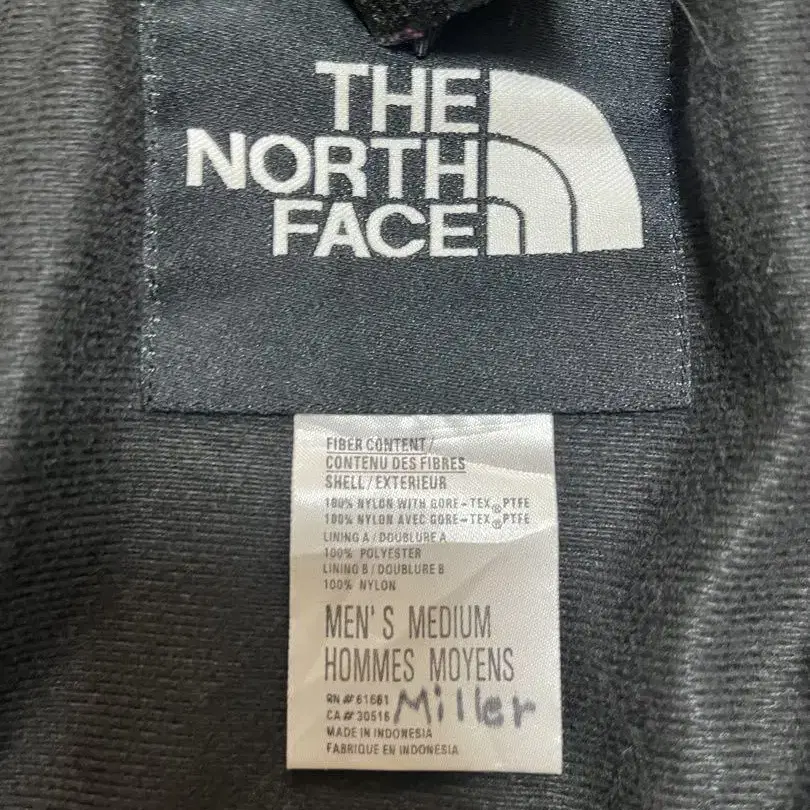 THE
NORTH
FACE
FIBER CONTENT/
CONTENU DES FIBRES
SHELL/EXTERIEUR
100% NYLON WITH GORE-TEX® PTFE
100% NYLON AVEC GORE-TEX® PTFE
LINING A/DOUBLURE A
100% POLYESTER
LINING B/DOUBLURE B
100% NYLON
MEN'S MEDIUM
HOMMES MOYENS
RN# 61661
CA# 30516 Miller
MADE IN INDONESIA
FABRIQUE EN INDONESIA